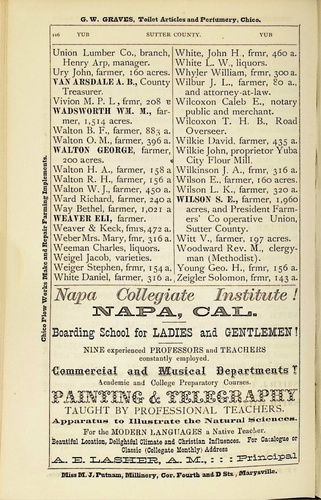 G. W. GRAVES, Toilet Articles and Perfumery, Chico.
116 YUB SUTTER COUNTY. YUB
Union Lumber Co., branch,
Henry Arp, manager.
Ury John, farmer, 160 acres.
VAN ARSDALE A. B., County
Treasurer.
Vivion M. P. L., frmr, 208 a
WADSWORTH WM. M., farmer,
1,514 acres.
Walton B. F., farmer, 883 a.
Walton O. M., farmer, 396 a.
WALTON GEORGE, farmer,
200 acres.
Walton H. A., farmer, 158 a
Walton R. H., farmer, 156 a
Walton W. J., farmer, 450 a.
Ward Richard, farmer, 240 a
Way Bethel, farmer, 1,021 a
WEAVER ELI, farmer.
Weaver & Keck, fmrs, 472 a.
Weber Mrs. Mary, fmr, 316 a.
Weeman Charles, liquors.
Weigel Jacob, varieties.
Weiger Stephen, frmr, 154 a.
White Daniel, farmer, 316 a.
White, John H., frmr, 460 a.
White L. W., liquors.
Whyler William, frmr, 300 a.
Wilbur J. L., farmer, 80 a.,
and attorney-at-law.
Wilcoxon Caleb E., notary
public and merchant.
Wilcoxon T. H. B., Road
Overseer.
Wilkie David, farmer, 435 a.
Wilkie John, proprietor Yuba
City Flour Mill.
Wilkinson J. A., frmr, 316 a.
Wilson E., farmer, 160 acres.
Wilson L. K., farmer, 320 a.
WILSON S. E., farmer, 1,960
acres, and President Farmers'
Co operative Union,
Sutter County.
Witt V., farmer, 197 acres.
Woodward Rev. M., clergyman
(Methodist).
Young Geo. H., frmr, 156 a.
Zeigler Solomon, frmr, 143 a.
Chico Plow Works Make and Repair Farming Implements.
Napa Collegiate Institute!
NAPA, CAL.
Boarding School for LADIES and GENTLEMEN!
NINE experienced PROFESSORS and TEACHERS
constantly employed.
Commercial and Musical Departments!
Academic and College Preparatory Courses.
PAINTING & TELEGRAPHY
TAUGHT BY PROFESSIONAL TEACHERS.
Apparatus to Illustrate the Natural Sciences.
For the MODERN LANGUAGES a Native Teacher.
Beautiful Location, Delightful Climate and Christian Influences. For Catalogue or
Classic (Collegiate Monthly) Address
A. E. LASHER, A. M., : : : Principal
Miss M. J. Putnam, Millinery, Cor. Fourth and D Sts., Marysville.